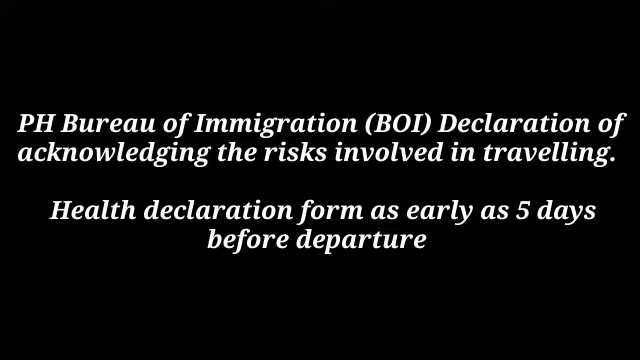 PH Bureau of Immigration (BOI) Declaration of
acknowledging the risks involved in travelling.
Health declaration form as early as 5 days
before departure